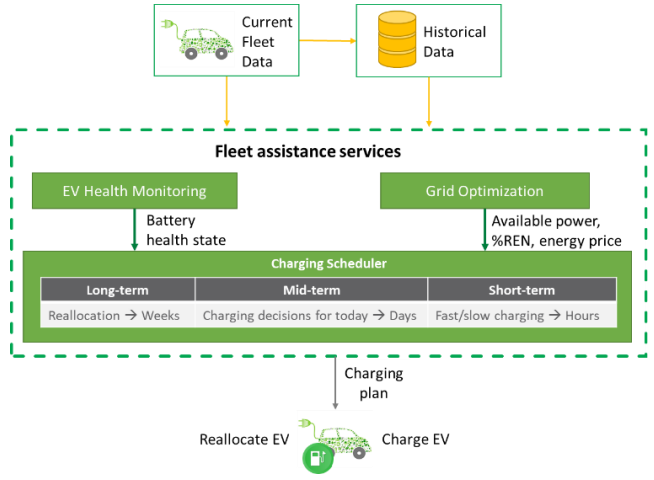 Current
Fleet
Data
Historical
Data
Fleet assistance services
EV Health Monitoring
Grid Optimization
Battery
health state
Available power,
%REN, energy price
Charging Scheduler
Long-term
Mid-term
Short-term
Reallocation → Weeks
Charging decisions for today → Days
Fast/slow charging → Hours
Charging
plan
Reallocate EV
Charge EV